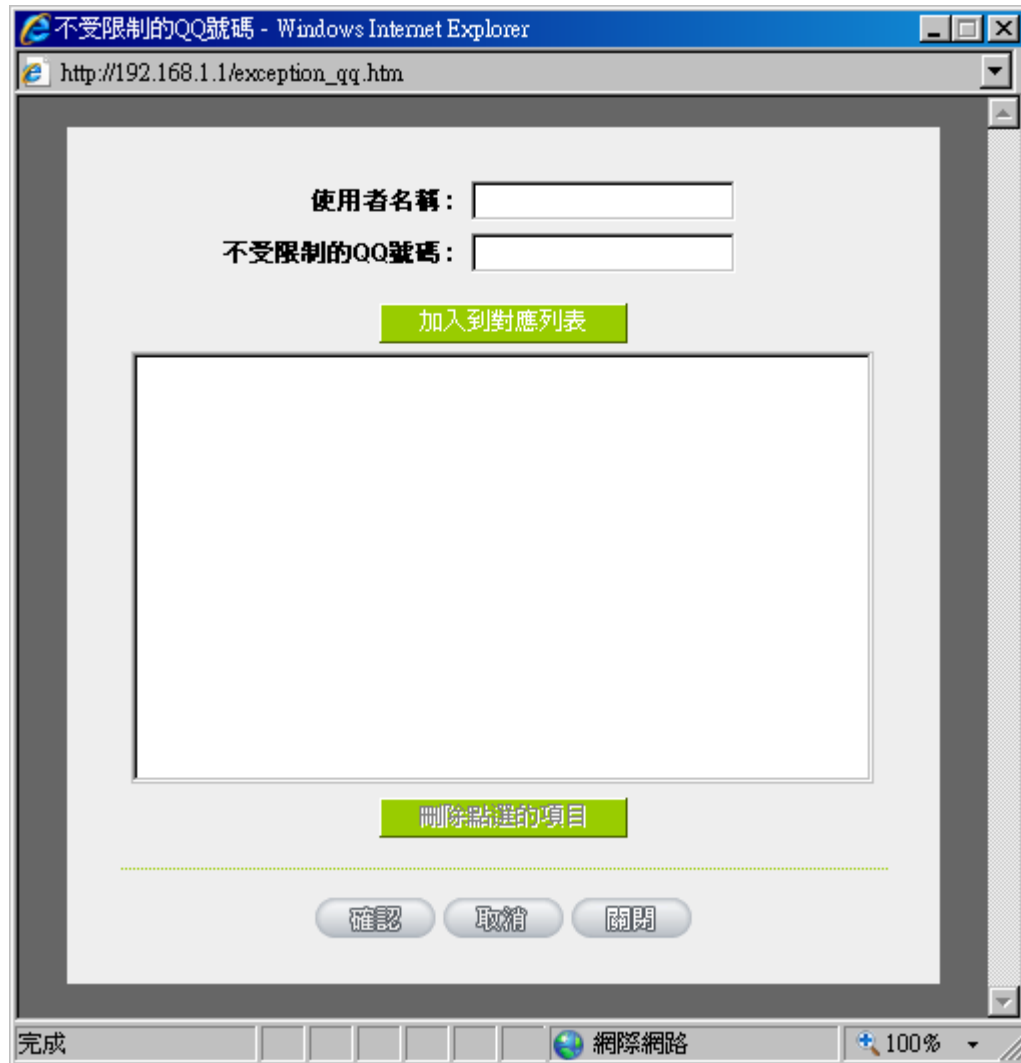 不受限制的QQ號碼 - Windows Internet Explorer
http://192.168.1.1/exception_qq.htm
使用者名稱：
不受限制的QQ號碼：
加入到對應列表
刪除點選的項目
確認 取消 關閉
完成 網際網路 100%